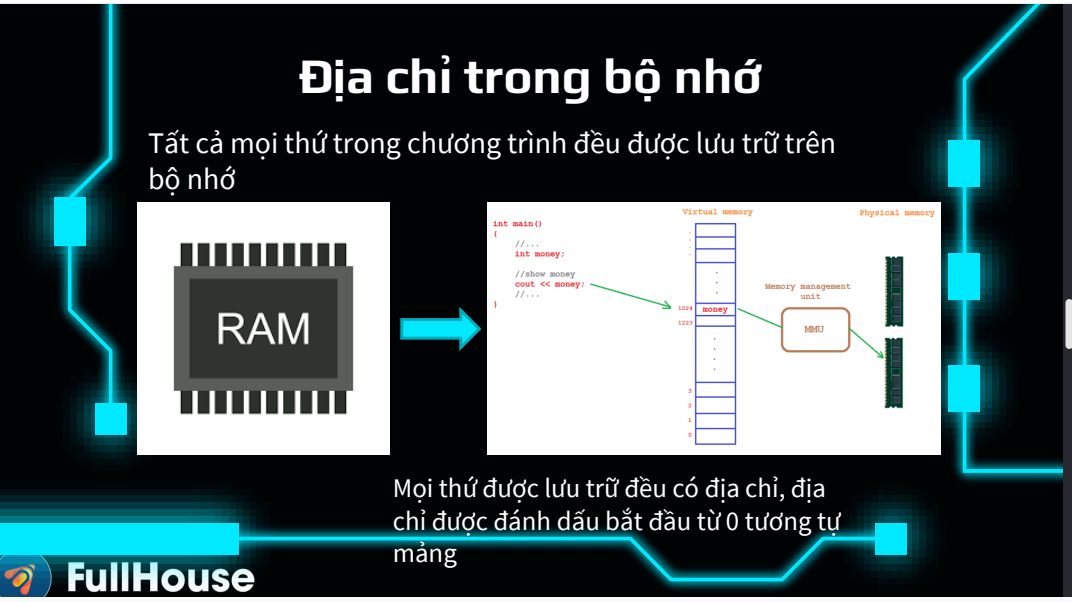 Địa chỉ trong bộ nhớ
Tất cả mọi thứ trong chương trình đều được lưu trữ trên
bộ nhớ
RAM
int main()
{
//...
int money;
//show money
cout << money;
//...
}
Virtual memory
1224
money
1223
3
2
1
0
Memory management
unit
MMU
Physical memory
Mọi thứ được lưu trữ đều có địa chỉ, địa
chỉ được đánh dấu bắt đầu từ 0 tương tự
mảng
FullHouse